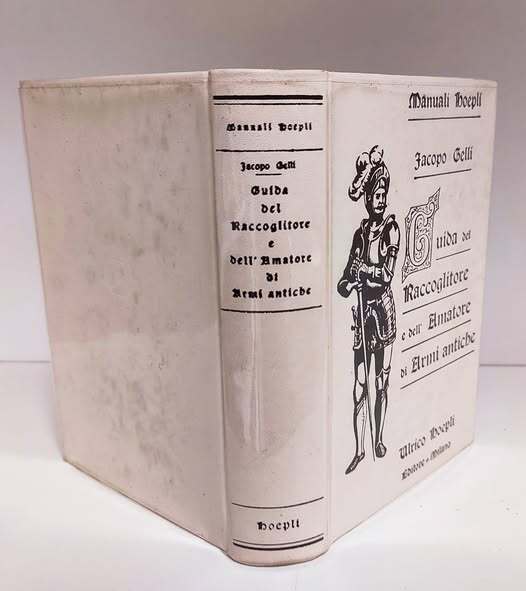 Manuali Hoepli
Jacopo Gelli
Guida
del
Raccoglitore
e
dell' Amatore
di
Armi antiche
Hoepli
Manuali Hoepli
Jacopo Gelli
Guida del
Raccoglitore
e dell' Amatore
di Armi antiche
Ulrico Hoepli
Editore - Milano